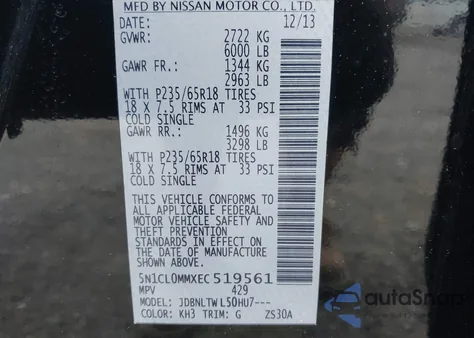 MFD BY NISSAN MOTOR CO., LTD.
12/13
GVWR: 2722 KG
6000 LB
GAWR FR.: 1344 KG
2963 LB
WITH P235/65R18 TIRES
18 X 7.5 RIMS AT 33 PSI
COLD SINGLE
GAWR RR.: 1496 KG
3298 LB
WITH P235/65R18 TIRES
18 X 7.5 RIMS AT 33 PSI
COLD SINGLE
THIS VEHICLE CONFORMS TO
ALL APPLICABLE FEDERAL
MOTOR VEHICLE SAFETY AND
THEFT PREVENTION
STANDARDS IN EFFECT ON
THE DATE OF MANUFACTURE
SHOWN ABOVE
5N1CL0MMXEC519561
MPV 429
MODEL: JDBNLTWL50HU7---
COLOR: KH3 TRIM: G ZS30A
autoSnap